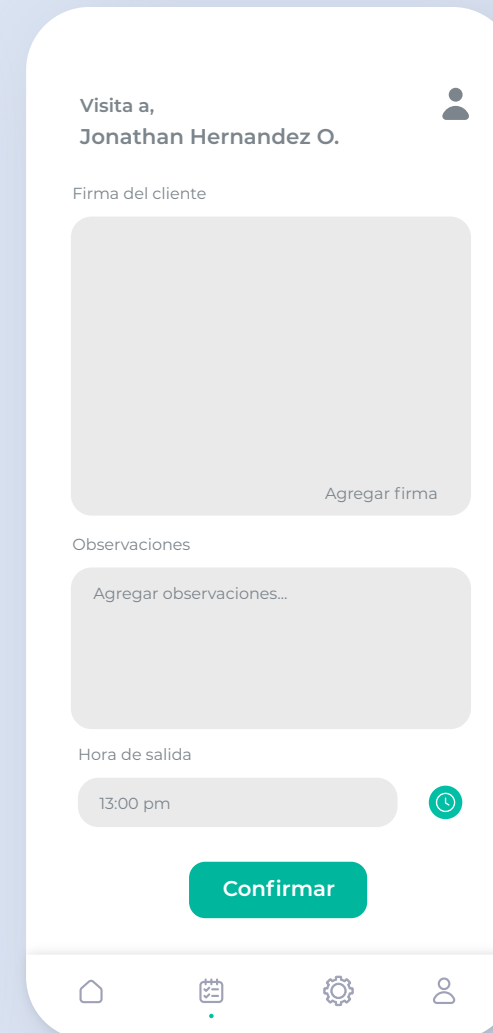 Visita a,
Jonathan Hernandez O.
Firma del cliente
Agregar firma
Observaciones
Agregar observaciones...
Hora de salida
13:00 pm
Confirmar